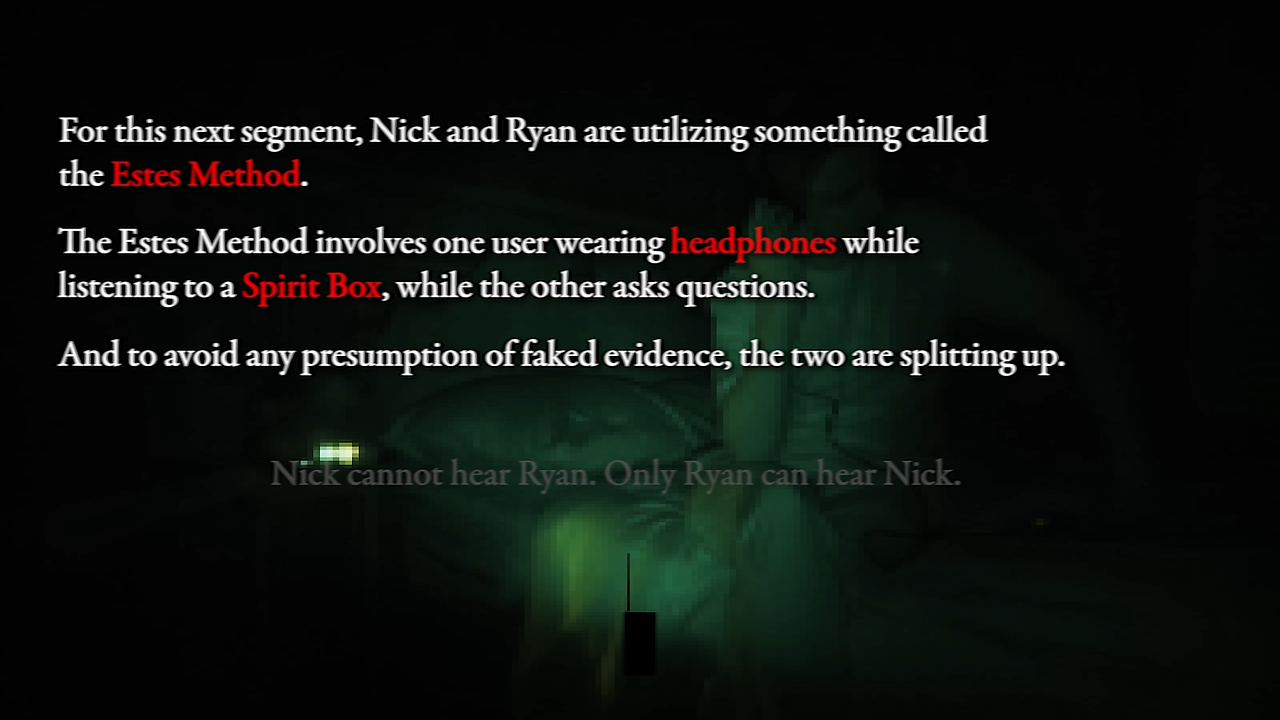 For this next segment, Nick and Ryan are utilizing something called
the Estes Method.
The Estes Method involves one user wearing headphones while
listening to a Spirit Box, while the other asks questions.
And to avoid any presumption of faked evidence, the two are splitting up.
Nick cannot hear Ryan. Only Ryan can hear Nick.